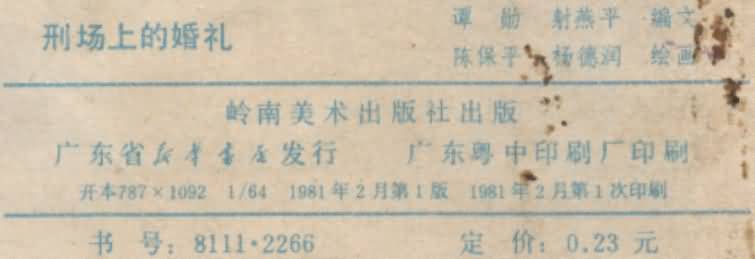 谭勋 射燕平 编文
刑场上的婚礼
陈保平 杨德润 绘画
岭南美术出版社出版
广东省新华书店发行 广东粤中印刷厂印刷
开本787×1092 1/64 1981年2月第1版 1981年2月第1次印刷
书号：8111·2266 定价：0.23元